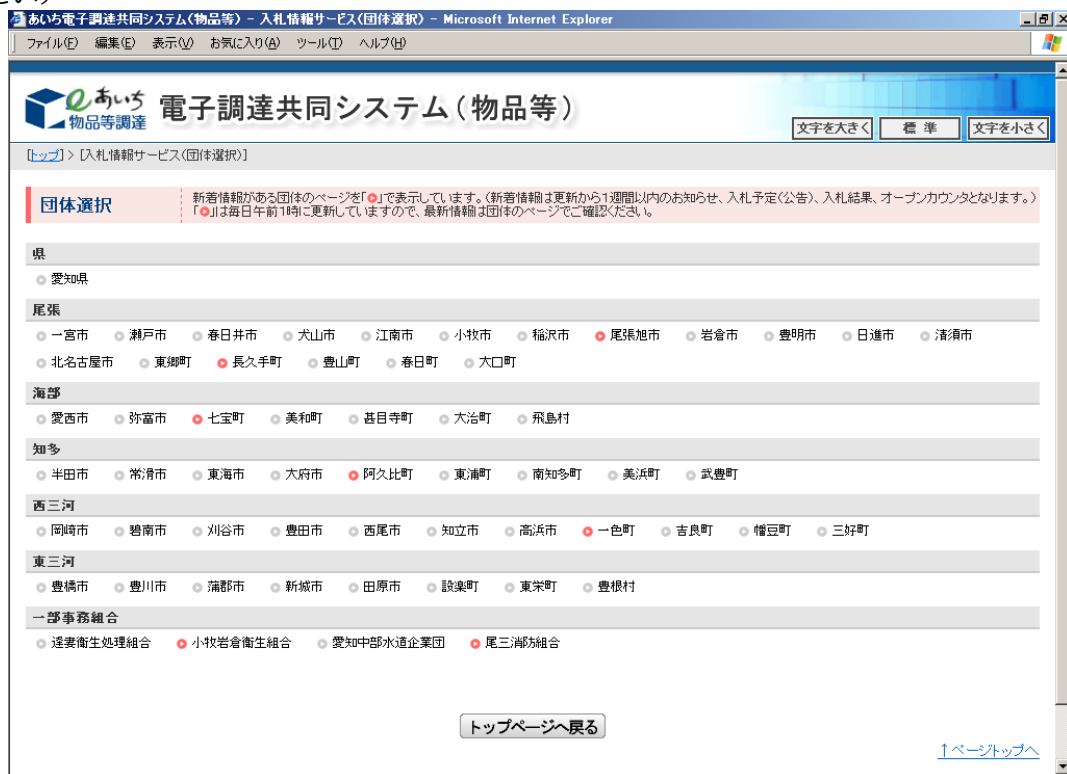 あいち電子調達共同システム(物品等) - 入札情報サービス(団体選択) - Microsoft Internet Explorer
ファイル(F) 編集(E) 表示(V) お気に入り(A) ツール(T) ヘルプ(H)
eあいち 物品等調達 電子調達共同システム(物品等)
文字を大きく 標 準 文字を小さく
[トップ] > [入札情報サービス(団体選択)]
団体選択
新着情報がある団体のページを「」で表示しています。(新着情報は更新から1週間以内のお知らせ、入札予定(公告)、入札結果、オープンカウンタとなります。)
「」は毎日午前1時に更新していますので、最新情報は団体のページでご確認ください。
県
愛知県
尾張
一宮市 瀬戸市 春日井市 犬山市 江南市 小牧市 稲沢市 尾張旭市 岩倉市 豊明市 日進市 清須市
北名古屋市 東郷町 長久手町 豊山町 春日町 大口町
海部
愛西市 弥富市 七宝町 美和町 甚目寺町 大治町 飛島村
知多
半田市 常滑市 東海市 大府市 阿久比町 東浦町 南知多町 美浜町 武豊町
西三河
岡崎市 碧南市 刈谷市 豊田市 西尾市 知立市 高浜市 一色町 吉良町 幡豆町 三好町
東三河
豊橋市 豊川市 蒲郡市 新城市 田原市 設楽町 東栄町 豊根村
一部事務組合
逢妻衛生処理組合 小牧岩倉衛生組合 愛知中部水道企業団 尾三消防組合
トップページへ戻る
↑ページトップへ